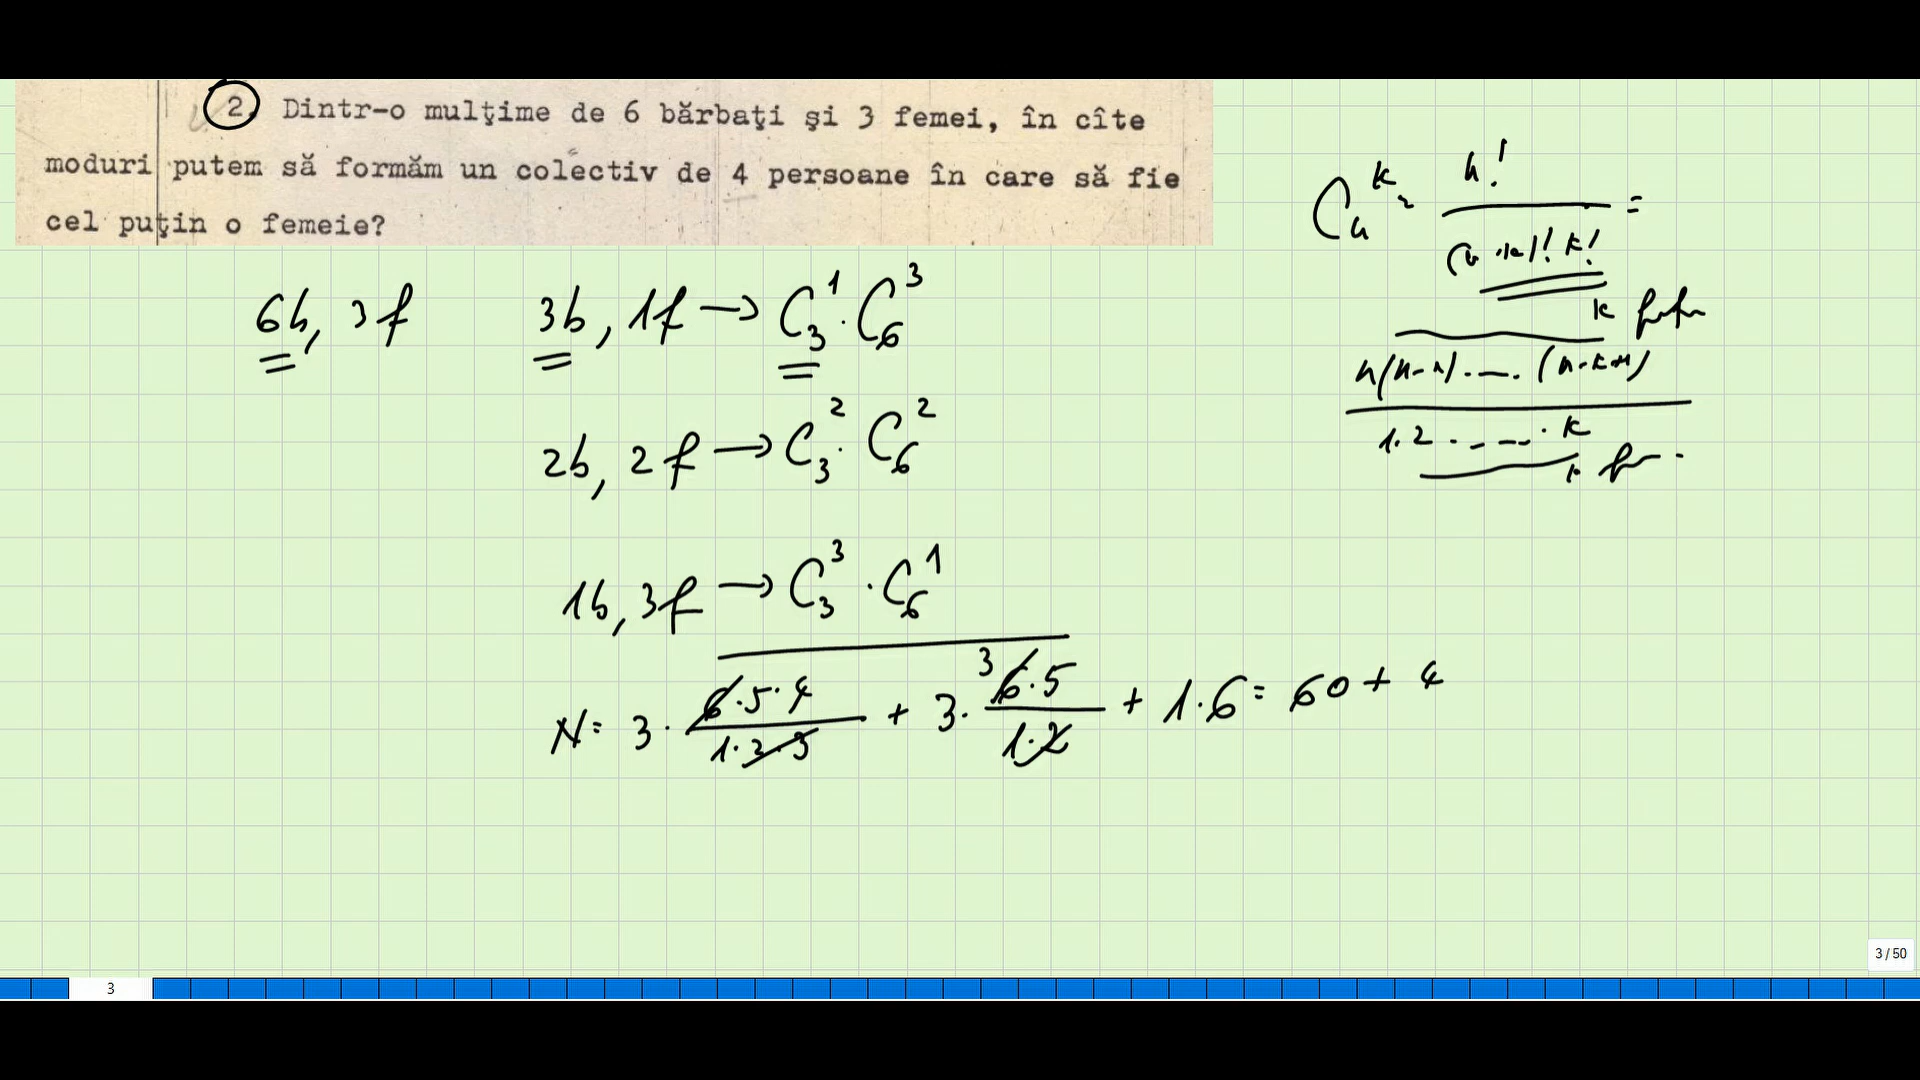 2. Dintr-o mulţime de 6 bărbaţi şi 3 femei, în cîte
moduri putem să formăm un colectiv de 4 persoane în care să fie
cel puţin o femeie?
6b, 3f
3b, 1f → C₃¹ · C₆³
2b, 2f → C₃² · C₆²
1b, 3f → C₃³ · C₆¹
N = 3 · (6·5·4)/(1·2·3) + 3 · (6·5)/(1·2) + 1·6 = 60 + 4
3
Cₙᵏ = n!/((n-k)! k!) =
k
n(n-1) . ... . (n-k+1)
1·2 · ... · k
k
3 / 50
3